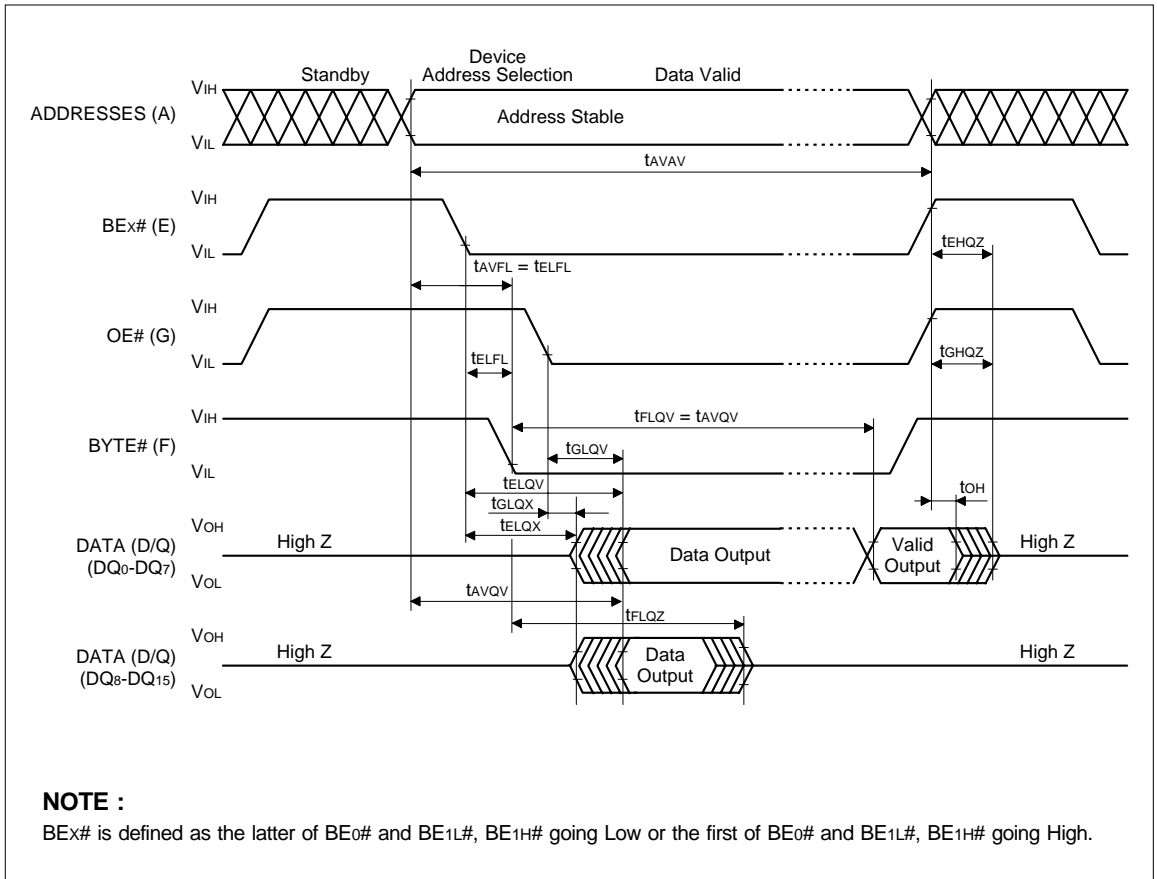 Device
Standby Address Selection Data Valid
VIH
ADDRESSES (A) Address Stable
VIL
tAVAV
VIH
BEX# (E)
VIL tEHQZ
tAVFL = tELFL
VIH
OE# (G)
VIL tELFL tGHQZ
VIH tFLQV = tAVQV
BYTE# (F)
tGLQV
VIL
tELQV
tGLQX tOH
VOH tELQX
High Z Data Output Valid Output High Z
DATA (D/Q)
(DQ0-DQ7)
VOL
tAVQV
tFLQZ
VOH
High Z Data Output High Z
DATA (D/Q)
(DQ8-DQ15)
VOL
NOTE :
BEX# is defined as the latter of BE0# and BE1L#, BE1H# going Low or the first of BE0# and BE1L#, BE1H# going High.